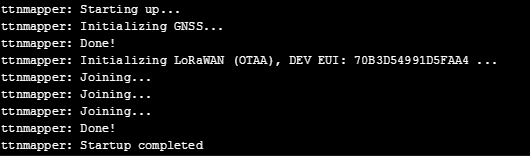 ttnmapper: Starting up...
ttnmapper: Initializing GNSS...
ttnmapper: Done!
ttnmapper: Initializing LoRaWAN (OTAA), DEV EUI: 70B3D54991D5FAA4 ...
ttnmapper: Joining...
ttnmapper: Joining...
ttnmapper: Joining...
ttnmapper: Done!
ttnmapper: Startup completed